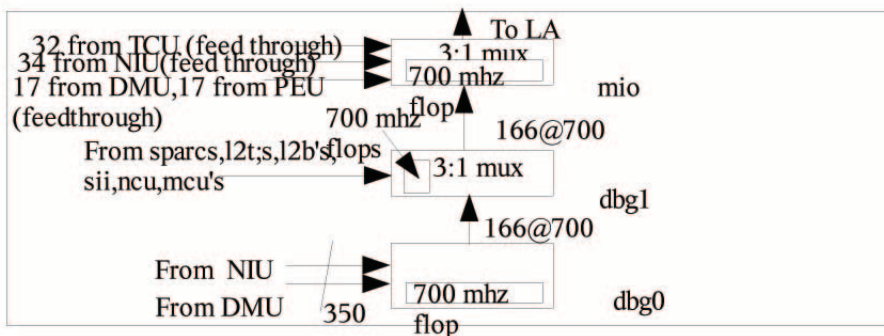 To LA
32 from TCU (feed through)
3:1 mux
34 from NIU(feed through)
700 mhz
flop
17 from DMU,17 from PEU
(feedthrough)
mio
700 mhz
flops
166@700
From sparcs,l2t;s,l2b's,
sii,ncu,mcu's
3:1 mux
dbg1
166@700
From NIU
From DMU
350
700 mhz
flop
dbg0